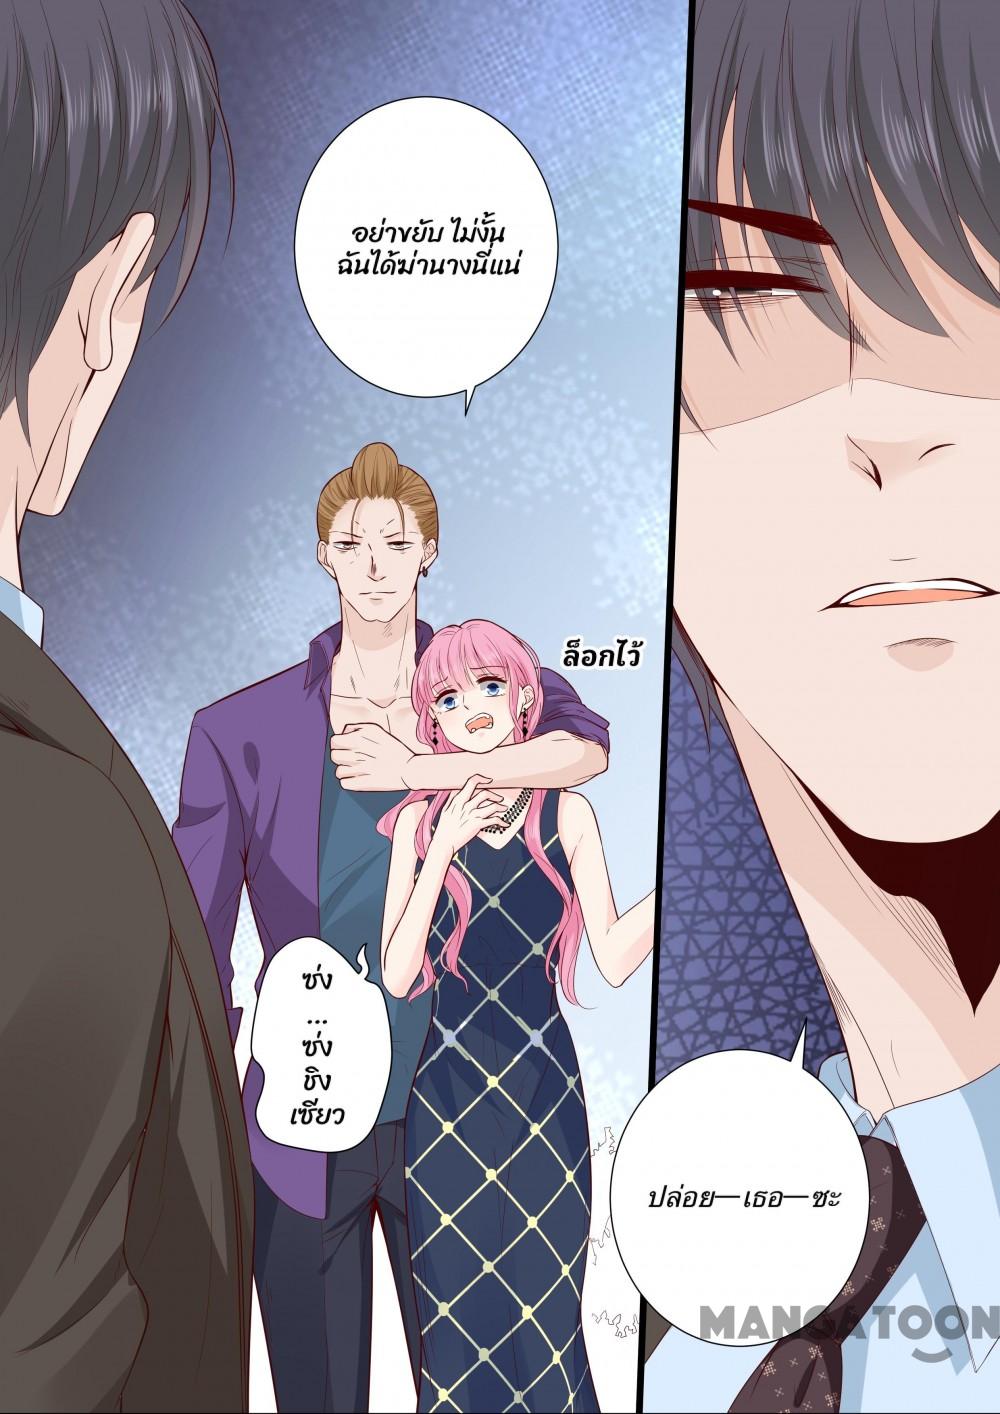 อย่าขยับ ไม่งั้น
ฉันได้ฆ่านางนี่แน่
ล็อกไว้
ซ่ง
...
ซ่ง
ชิง
เซียว
ปล่อย—เธอ—ซะ
MANGATOON